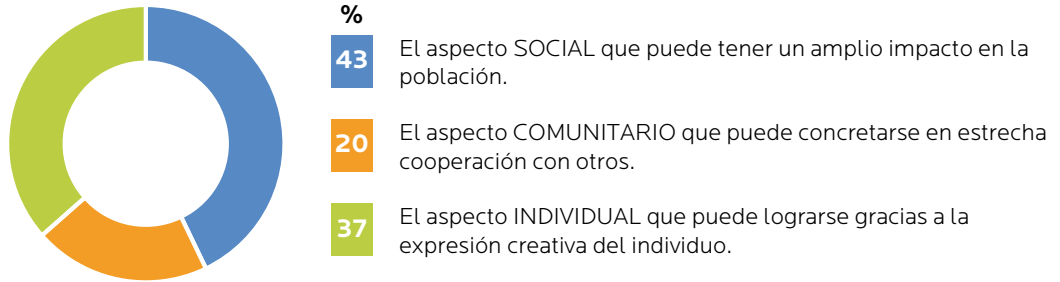 %
43 El aspecto SOCIAL que puede tener un amplio impacto en la
población.
20 El aspecto COMUNITARIO que puede concretarse en estrecha
cooperación con otros.
37 El aspecto INDIVIDUAL que puede lograrse gracias a la
expresión creativa del individuo.